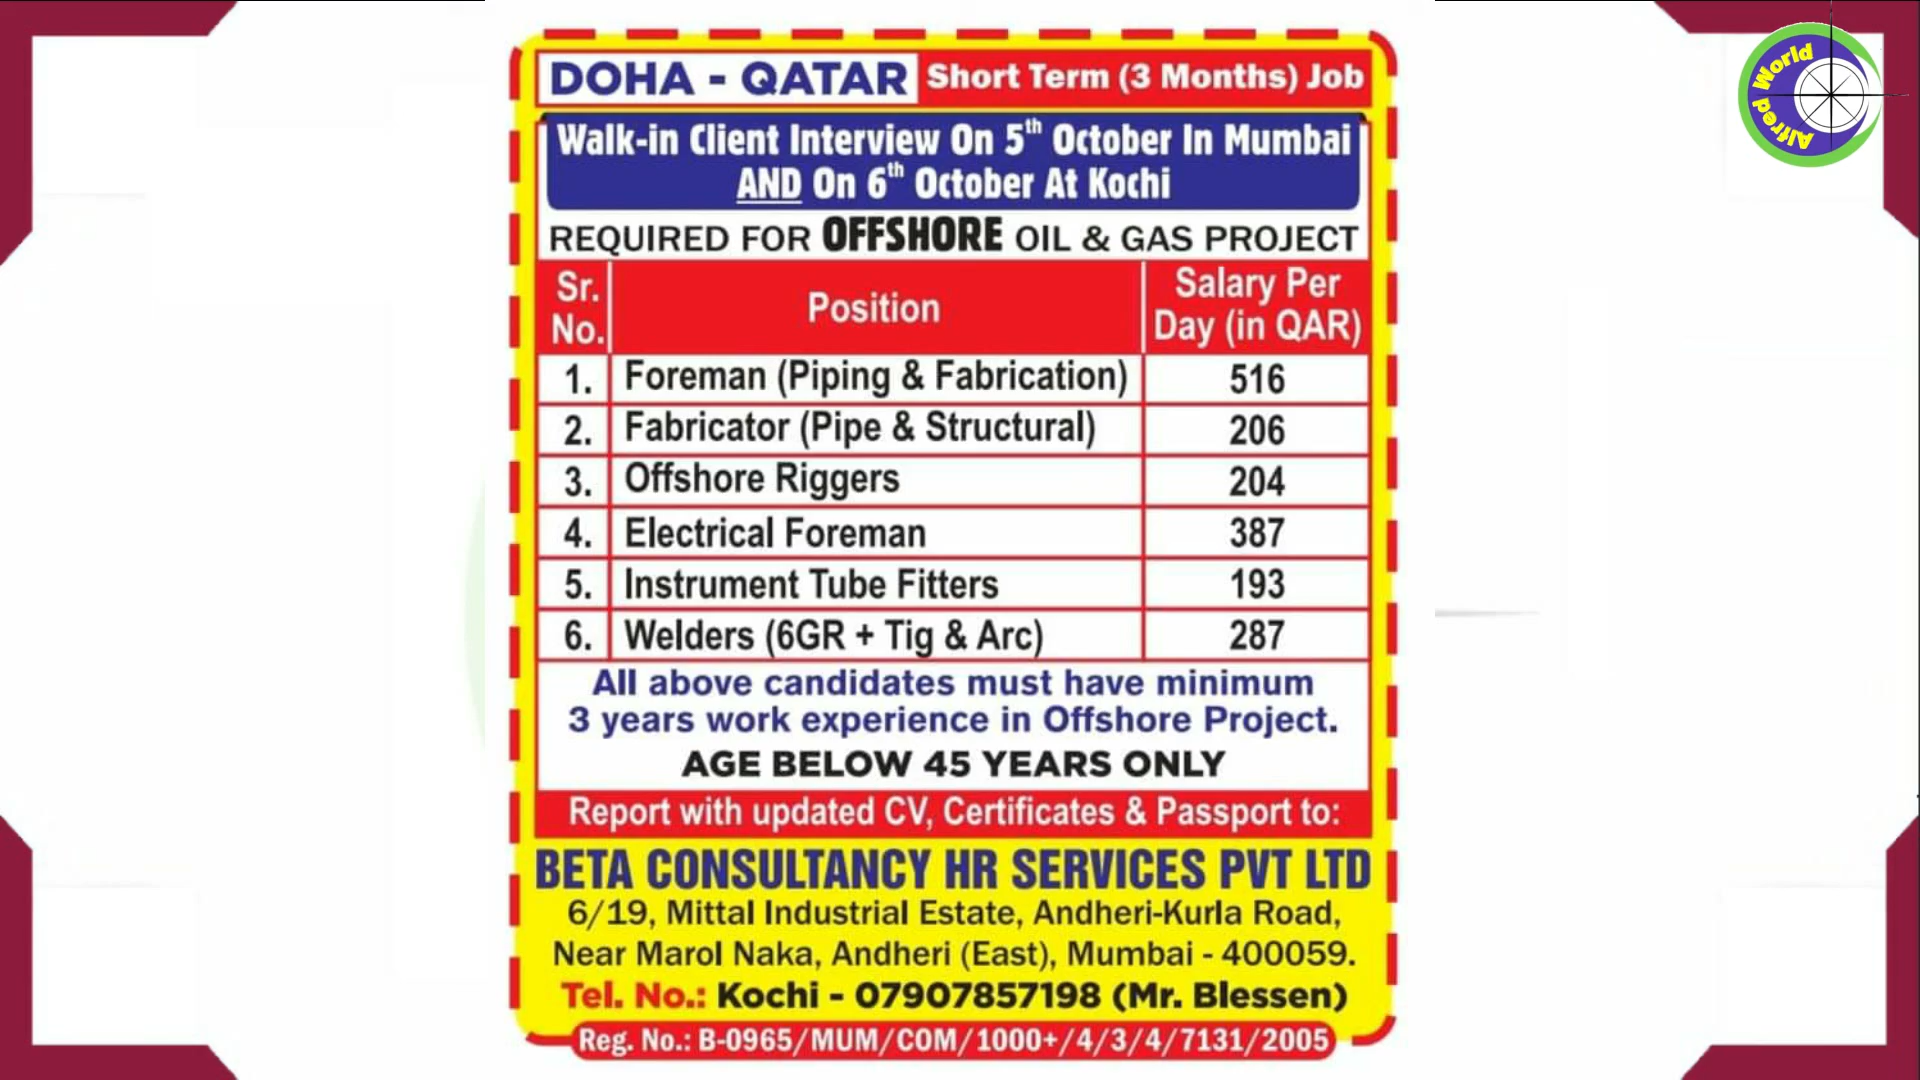 DOHA - QATAR Short Term (3 Months) Job
Walk-in Client Interview On 5th October In Mumbai
AND On 6th October At Kochi
REQUIRED FOR OFFSHORE OIL & GAS PROJECT
Sr. No. Position Salary Per Day (in QAR)
1. Foreman (Piping & Fabrication) 516
2. Fabricator (Pipe & Structural) 206
3. Offshore Riggers 204
4. Electrical Foreman 387
5. Instrument Tube Fitters 193
6. Welders (6GR + Tig & Arc) 287
All above candidates must have minimum
3 years work experience in Offshore Project.
AGE BELOW 45 YEARS ONLY
Report with updated CV, Certificates & Passport to:
BETA CONSULTANCY HR SERVICES PVT LTD
6/19, Mittal Industrial Estate, Andheri-Kurla Road,
Near Marol Naka, Andheri (East), Mumbai - 400059.
Tel. No.: Kochi - 07907857198 (Mr. Blessen)
Reg. No.: B-0965/MUM/COM/1000+/4/3/4/7131/2005
Alfred World